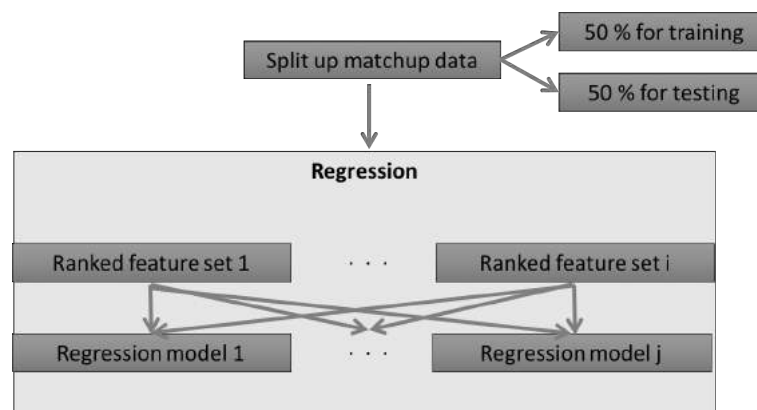 50 % for training
Split up matchup data
50 % for testing
Regression
Ranked feature set 1
. . .
Ranked feature set i
Regression model 1
. . .
Regression model j